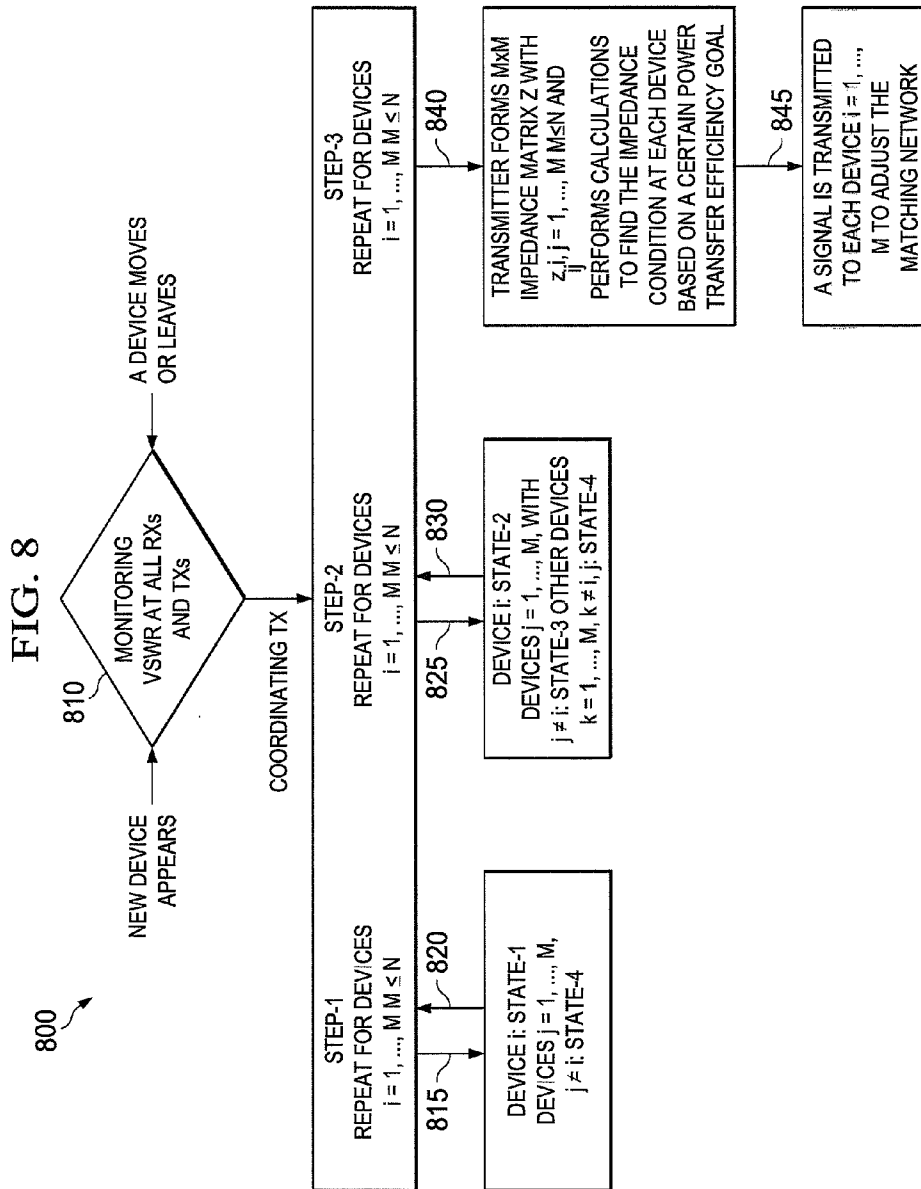 FIG. 8
800
NEW DEVICE
APPEARS
810
MONITORING
VSWR AT ALL RXs
AND TXs
A DEVICE MOVES
OR LEAVES
COORDINATING TX
STEP-1
REPEAT FOR DEVICES
i = 1, ..., M M ≤ N
STEP-2
REPEAT FOR DEVICES
i = 1, ..., M M ≤ N
STEP-3
REPEAT FOR DEVICES
i = 1, ..., M M ≤ N
815
820
825
830
840
DEVICE i: STATE-1
DEVICES j = 1, ..., M,
j ≠ i: STATE-4
DEVICE i: STATE-2
DEVICES j = 1, ..., M, WITH
j ≠ i: STATE-3 OTHER DEVICES
k = 1, ..., M, k ≠ i, j: STATE-4
TRANSMITTER FORMS MxM
IMPEDANCE MATRIX Z WITH
z_ij i, j = 1, ..., M M≤N AND
PERFORMS CALCULATIONS
TO FIND THE IMPEDANCE
CONDITION AT EACH DEVICE
BASED ON A CERTAIN POWER
TRANSFER EFFICIENCY GOAL
845
A SIGNAL IS TRANSMITTED
TO EACH DEVICE i = 1, ...,
M TO ADJUST THE
MATCHING NETWORK